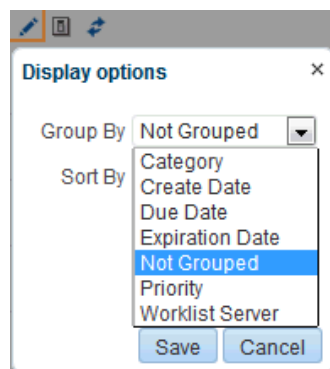 Display options
Group By Not Grouped
Sort By
Category
Create Date
Due Date
Expiration Date
Not Grouped
Priority
Worklist Server
Save Cancel